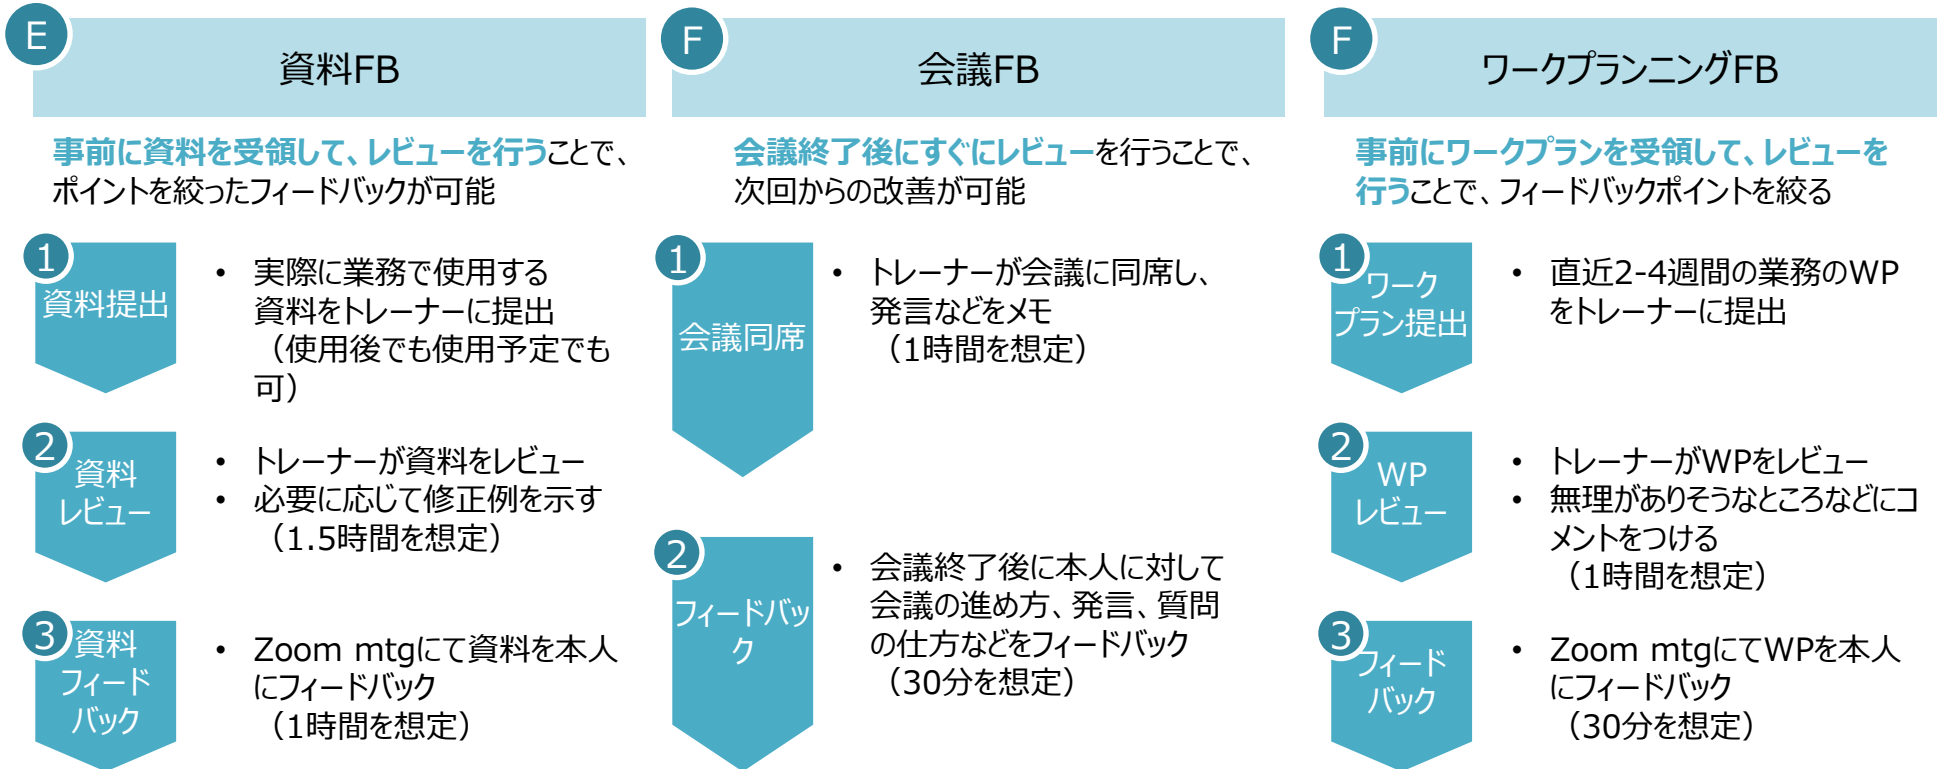 E
資料FB
事前に資料を受領して、レビューを行うことで、
ポイントを絞ったフィードバックが可能
1
資料提出
• 実際に業務で使用する
資料をトレーナーに提出
（使用後でも使用予定でも
可）
2
資料
レビュー
• トレーナーが資料をレビュー
• 必要に応じて修正例を示す
（1.5時間を想定）
3
資料
フィード
バック
• Zoom mtgにて資料を本人
にフィードバック
（1時間を想定）
F
会議FB
会議終了後にすぐにレビューを行うことで、
次回からの改善が可能
1
会議同席
• トレーナーが会議に同席し、
発言などをメモ
（1時間を想定）
2
フィードバッ
ク
• 会議終了後に本人に対して
会議の進め方、発言、質問
の仕方などをフィードバック
（30分を想定）
F
ワークプランニングFB
事前にワークプランを受領して、レビューを
行うことで、フィードバックポイントを絞る
1
ワーク
プラン提出
• 直近2-4週間の業務のWP
をトレーナーに提出
2
WP
レビュー
• トレーナーがWPをレビュー
• 無理がありそうなところなどにコ
メントをつける
（1時間を想定）
3
フィード
バック
• Zoom mtgにてWPを本人
にフィードバック
（30分を想定）